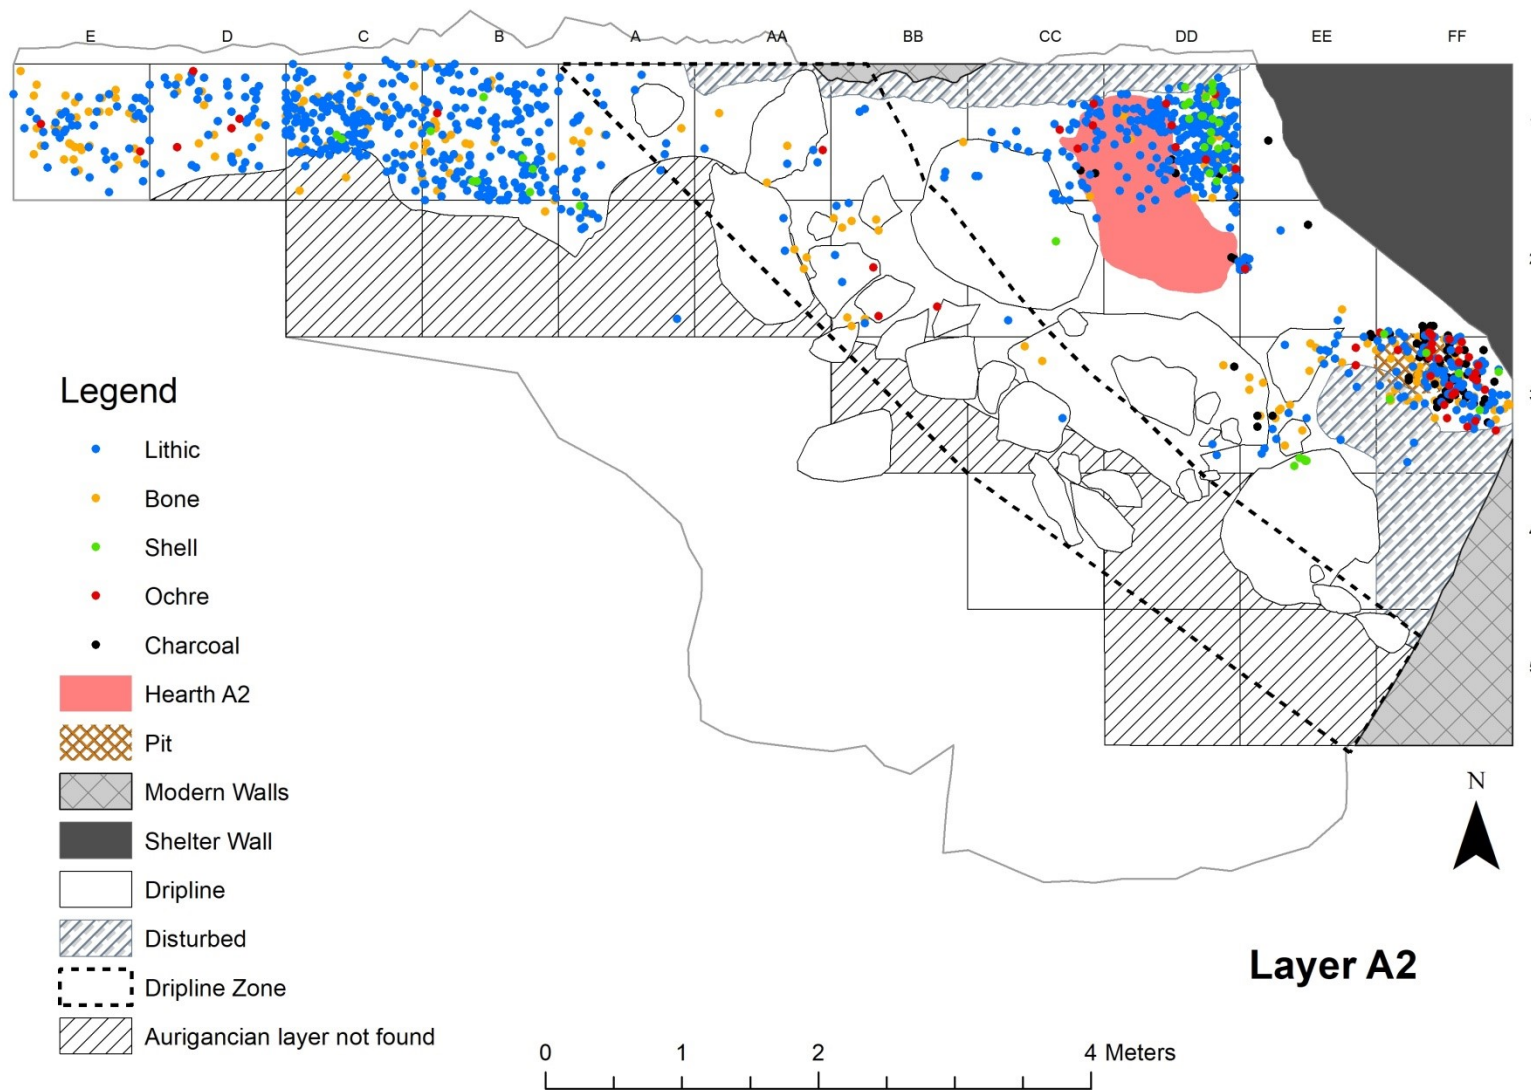 E D C B A AA BB CC DD EE FF
Legend
Lithic
Bone
Shell
Ochre
Charcoal
Hearth A2
Pit
Modern Walls
Shelter Wall
Dripline
Disturbed
Dripline Zone
Aurigancian layer not found
N
Layer A2
0 1 2 4 Meters